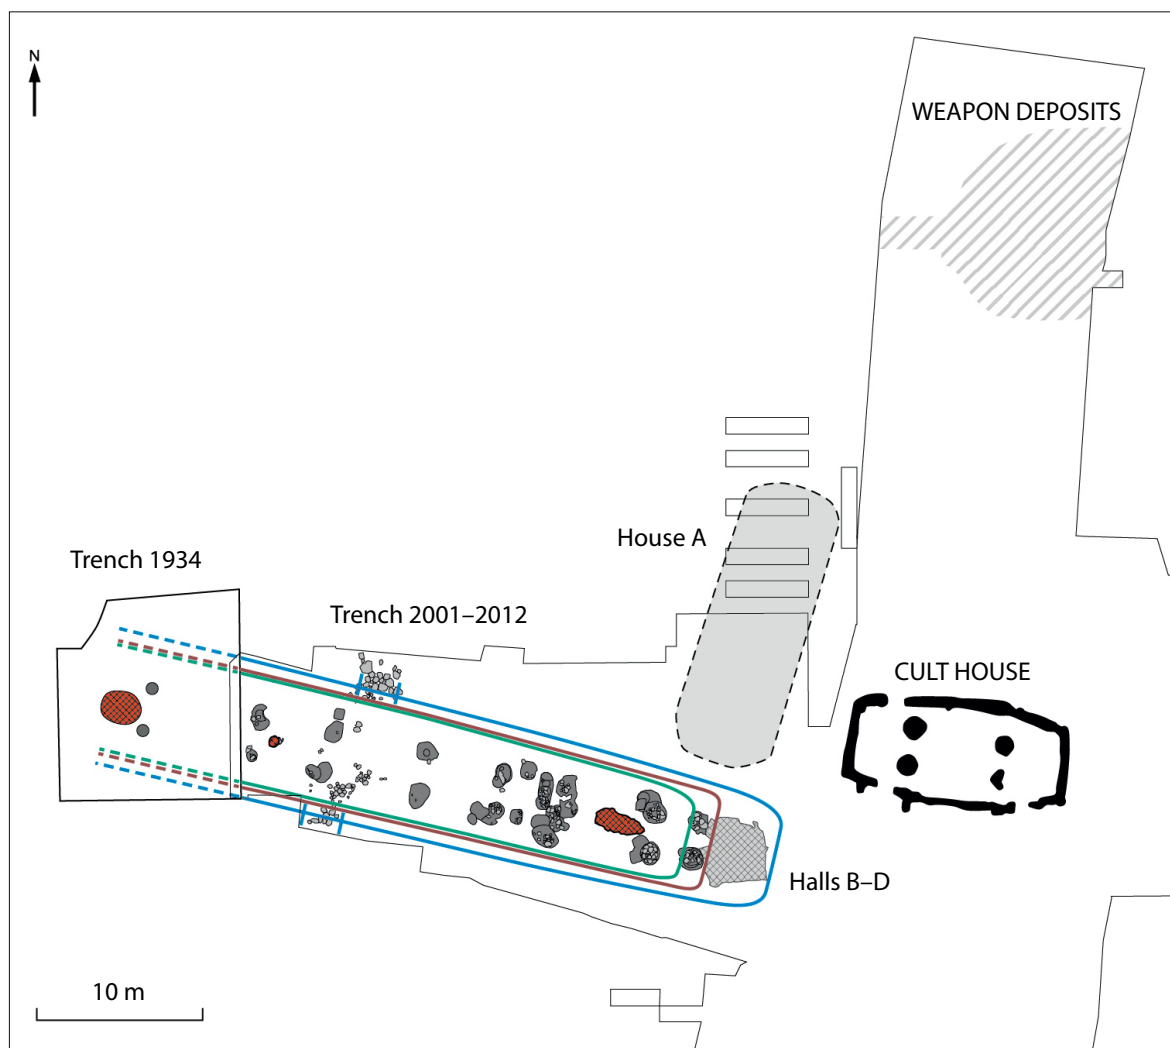 N
WEAPON DEPOSITS
House A
Trench 1934
Trench 2001–2012
CULT HOUSE
Halls B–D
10 m